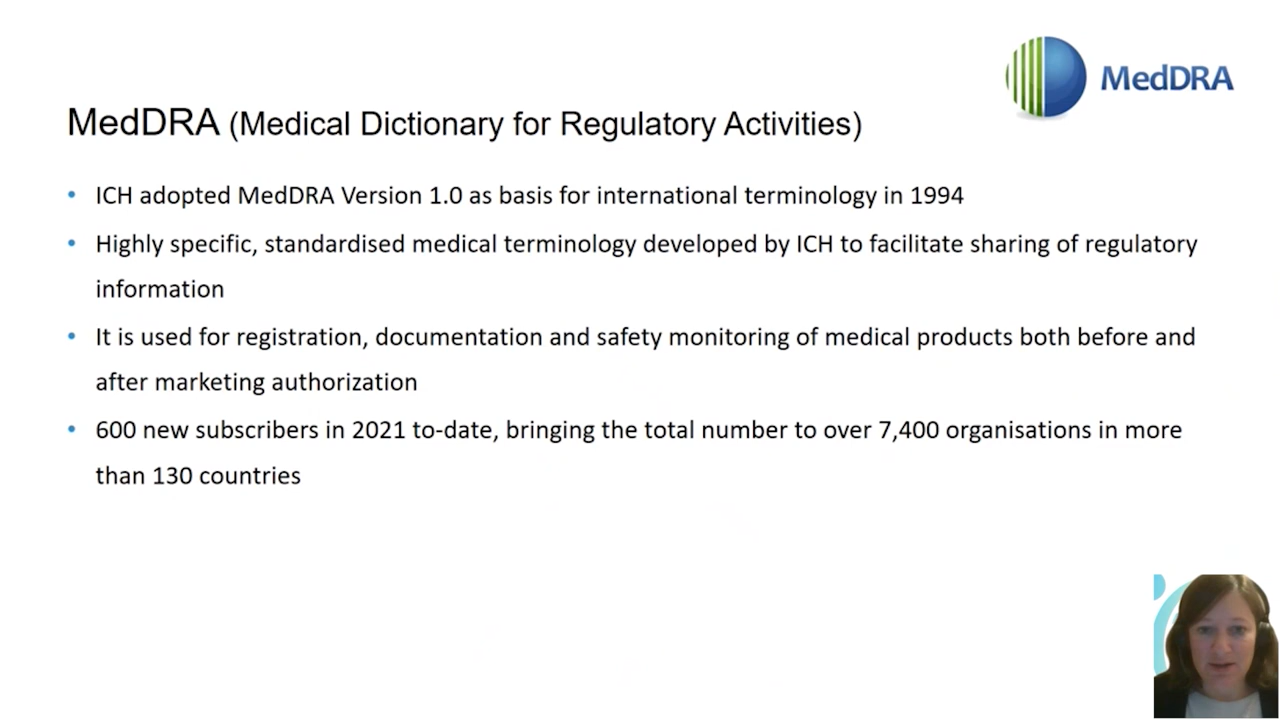 MedDRA
MedDRA (Medical Dictionary for Regulatory Activities)
• ICH adopted MedDRA Version 1.0 as basis for international terminology in 1994
• Highly specific, standardised medical terminology developed by ICH to facilitate sharing of regulatory
information
• It is used for registration, documentation and safety monitoring of medical products both before and
after marketing authorization
• 600 new subscribers in 2021 to-date, bringing the total number to over 7,400 organisations in more
than 130 countries